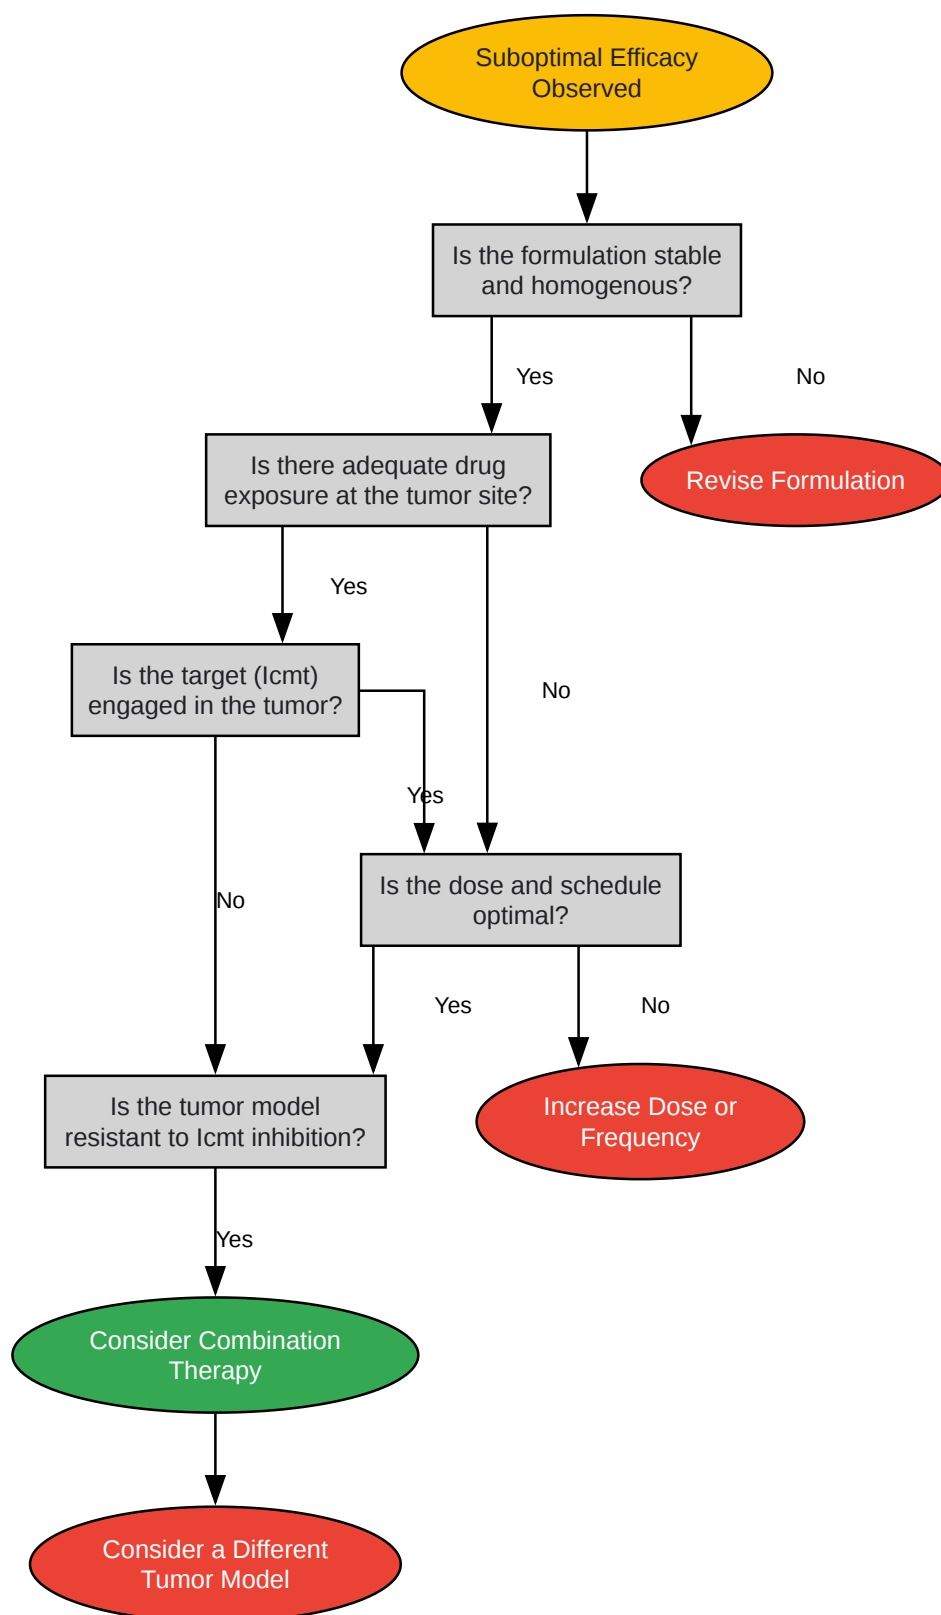 Suboptimal Efficacy
Observed
Is the formulation stable
and homogenous?
Yes
No
Is there adequate drug
exposure at the tumor site?
Revise Formulation
Yes
Is the target (Icmt)
engaged in the tumor?
No
Yes
Is the dose and schedule
optimal?
No
Yes
No
Is the tumor model
resistant to Icmt inhibition?
Increase Dose or
Frequency
Yes
Consider Combination
Therapy
Consider a Different
Tumor Model